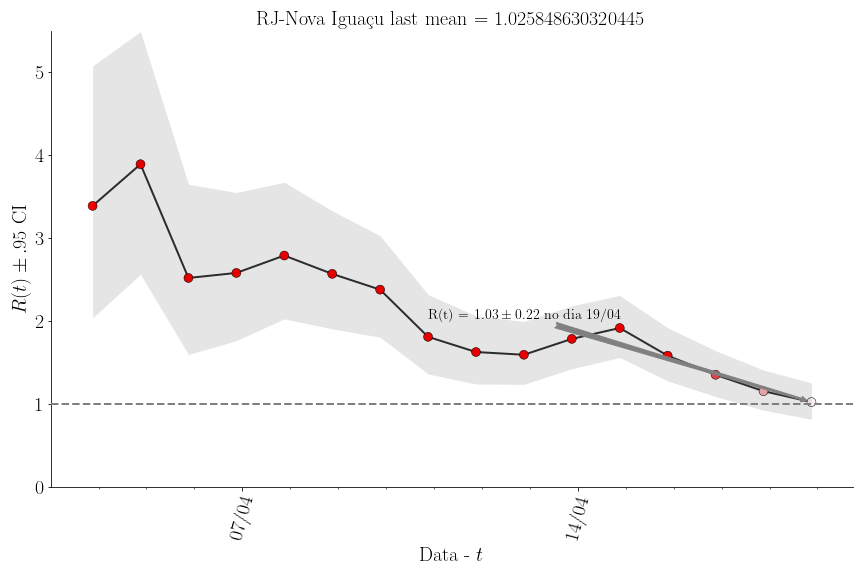 RJ-Nova Iguaçu last mean = 1.025848630320445
R(t) ± .95 CI
5
4
3
2
1
0
R(t) = 1.03 ± 0.22 no dia 19/04
07/04
14/04
Data - t